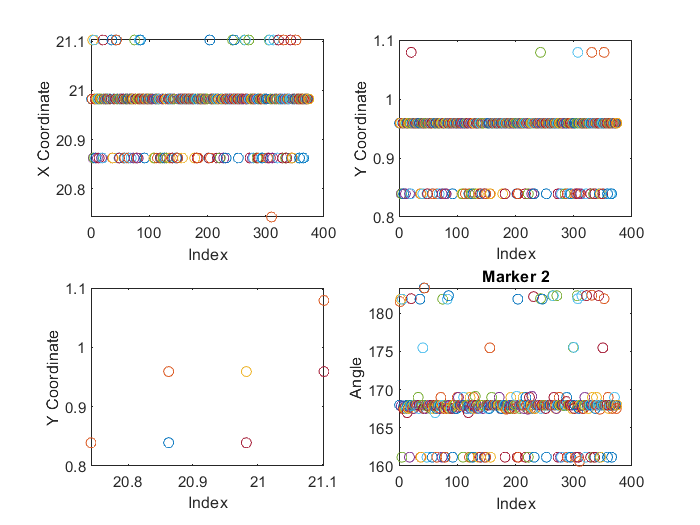 21.1
21
20.9
20.8
X Coordinate
0 100 200 300 400
Index
1.1
1
0.9
0.8
Y Coordinate
0 100 200 300 400
Index
1.1
1
0.9
0.8
Y Coordinate
20.8 20.9 21 21.1
Index
Marker 2
180
175
170
165
160
Angle
0 100 200 300 400
Index